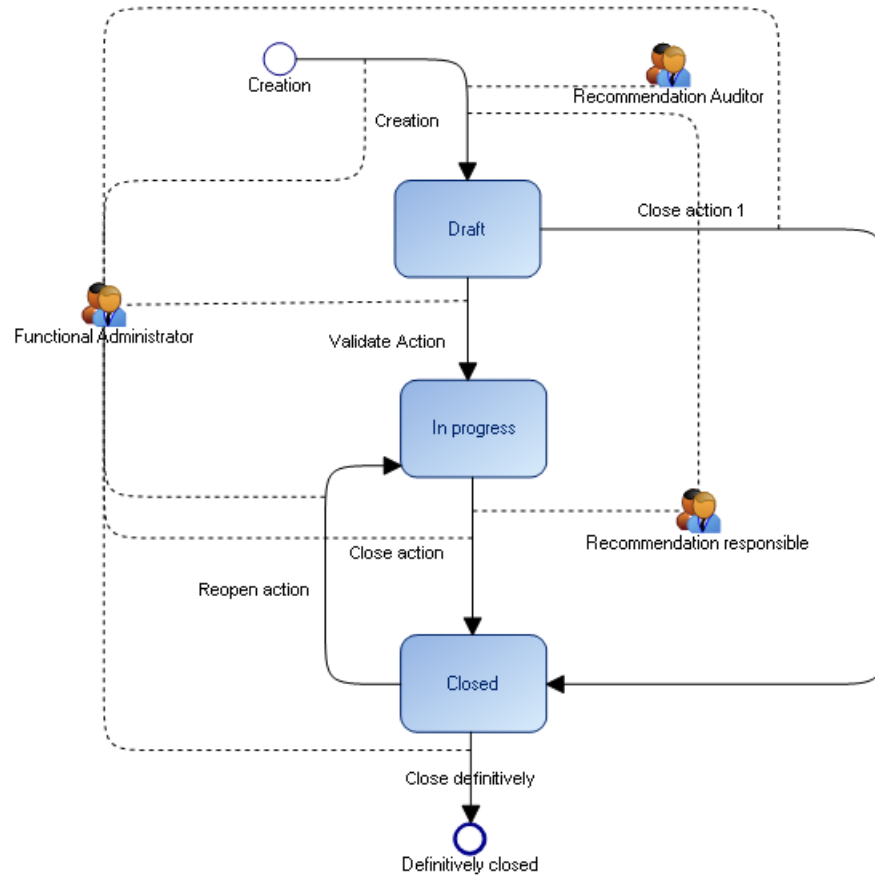 Creation
Recommendation Auditor
Creation
Close action 1
Draft
Functional Administrator
Validate Action
In progress
Recommendation responsible
Close action
Reopen action
Closed
Close definitively
Definitively closed